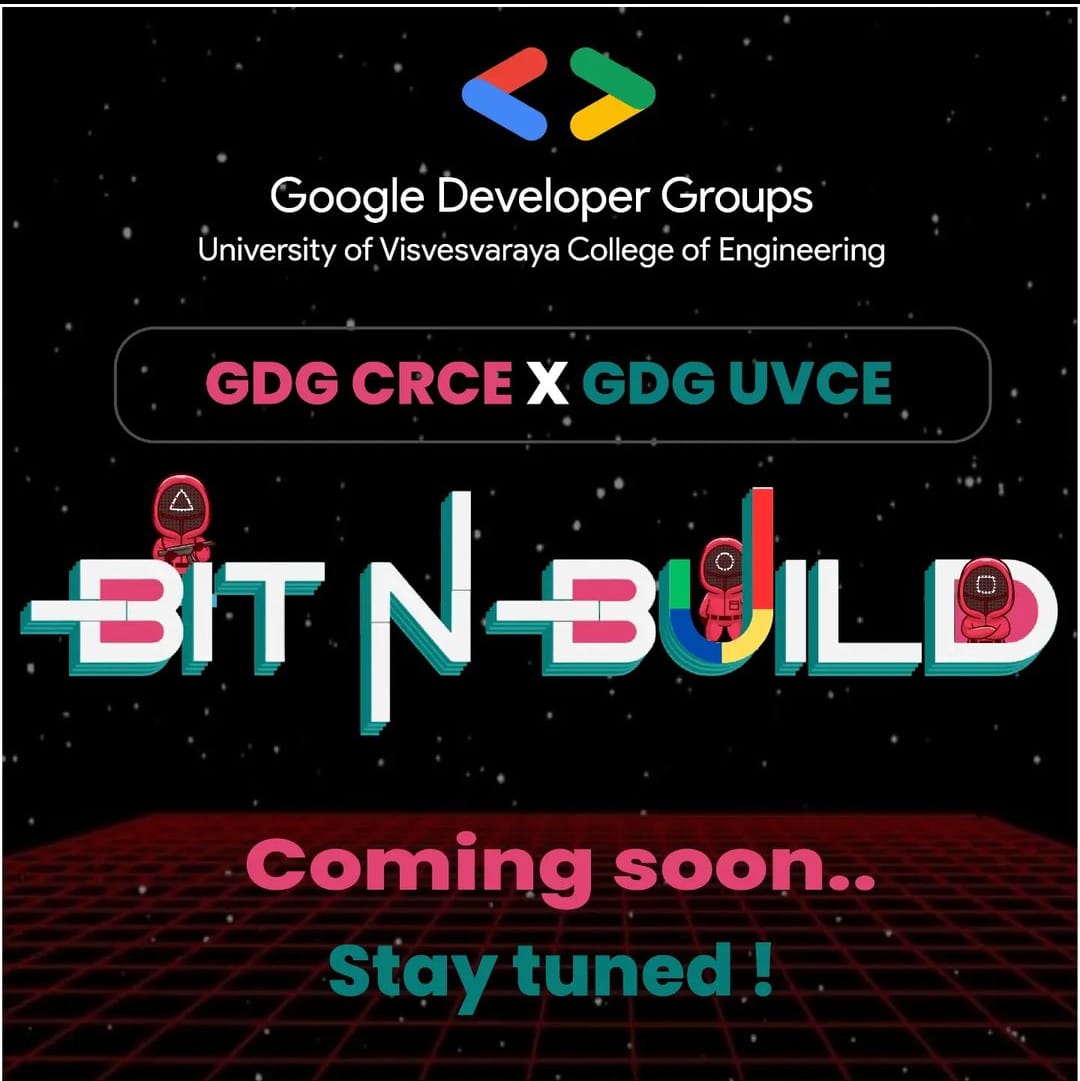 Google Developer Groups
University of Visvesvaraya College of Engineering
GDG CRCE X GDG UVCE
BIT N BUILD
Coming soon..
Stay tuned !